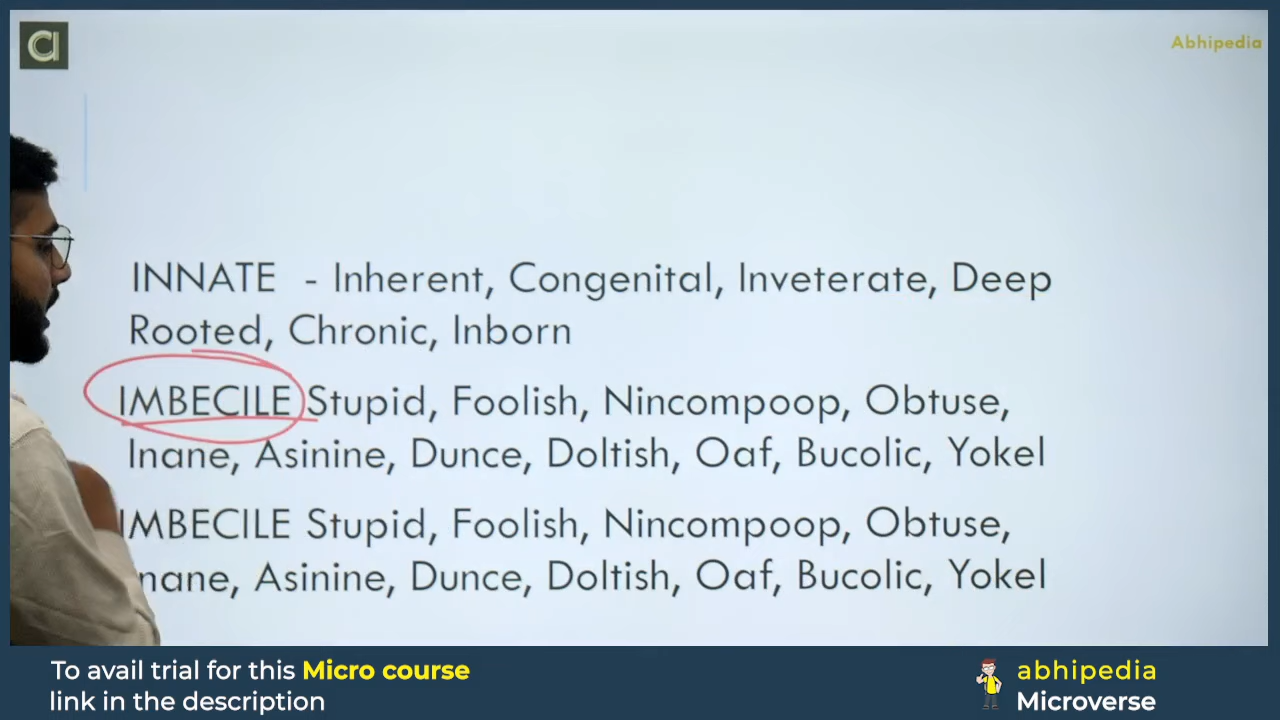 Abhipedia
INNATE - Inherent, Congenital, Inveterate, Deep
Rooted, Chronic, Inborn
IMBECILE Stupid, Foolish, Nincompoop, Obtuse,
Inane, Asinine, Dunce, Doltish, Oaf, Bucolic, Yokel
IMBECILE Stupid, Foolish, Nincompoop, Obtuse,
nane, Asinine, Dunce, Doltish, Oaf, Bucolic, Yokel
To avail trial for this Micro course
link in the description
abhipedia
Microverse